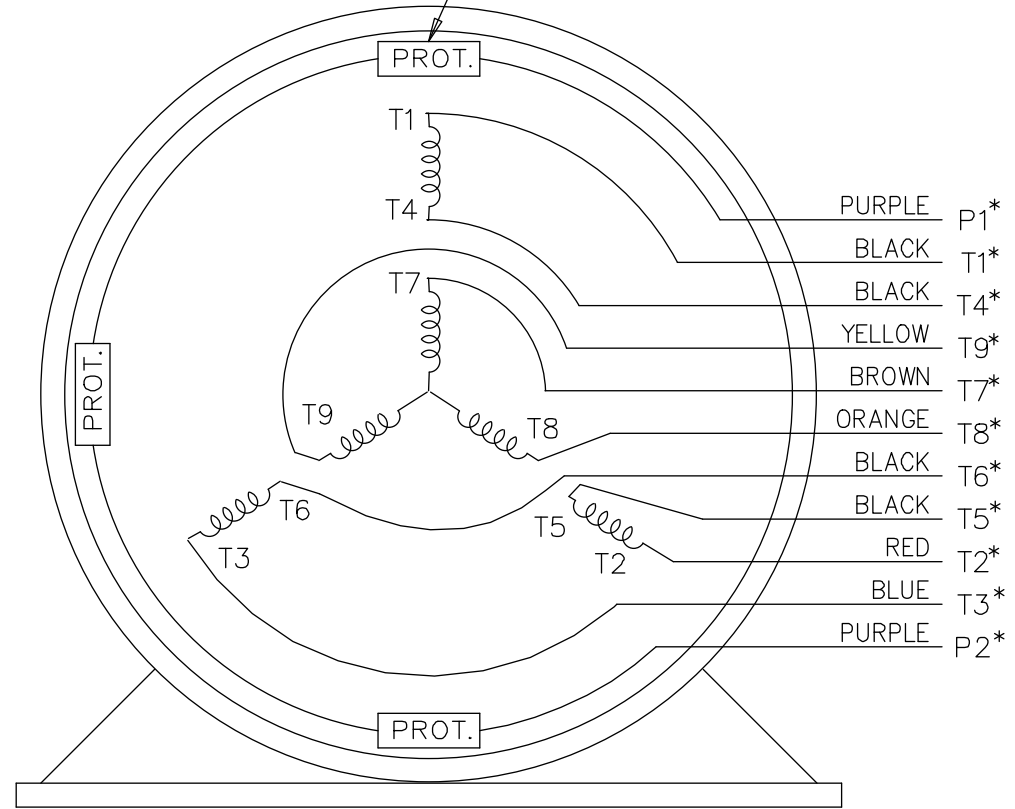 PROT.
T1
T4
T7
T9
T8
T6
T3
T5
T2
PROT.
PROT.
PURPLE P1*
BLACK T1*
BLACK T4*
YELLOW T9*
BROWN T7*
ORANGE T8*
BLACK T6*
BLACK T5*
RED T2*
BLUE T3*
PURPLE P2*